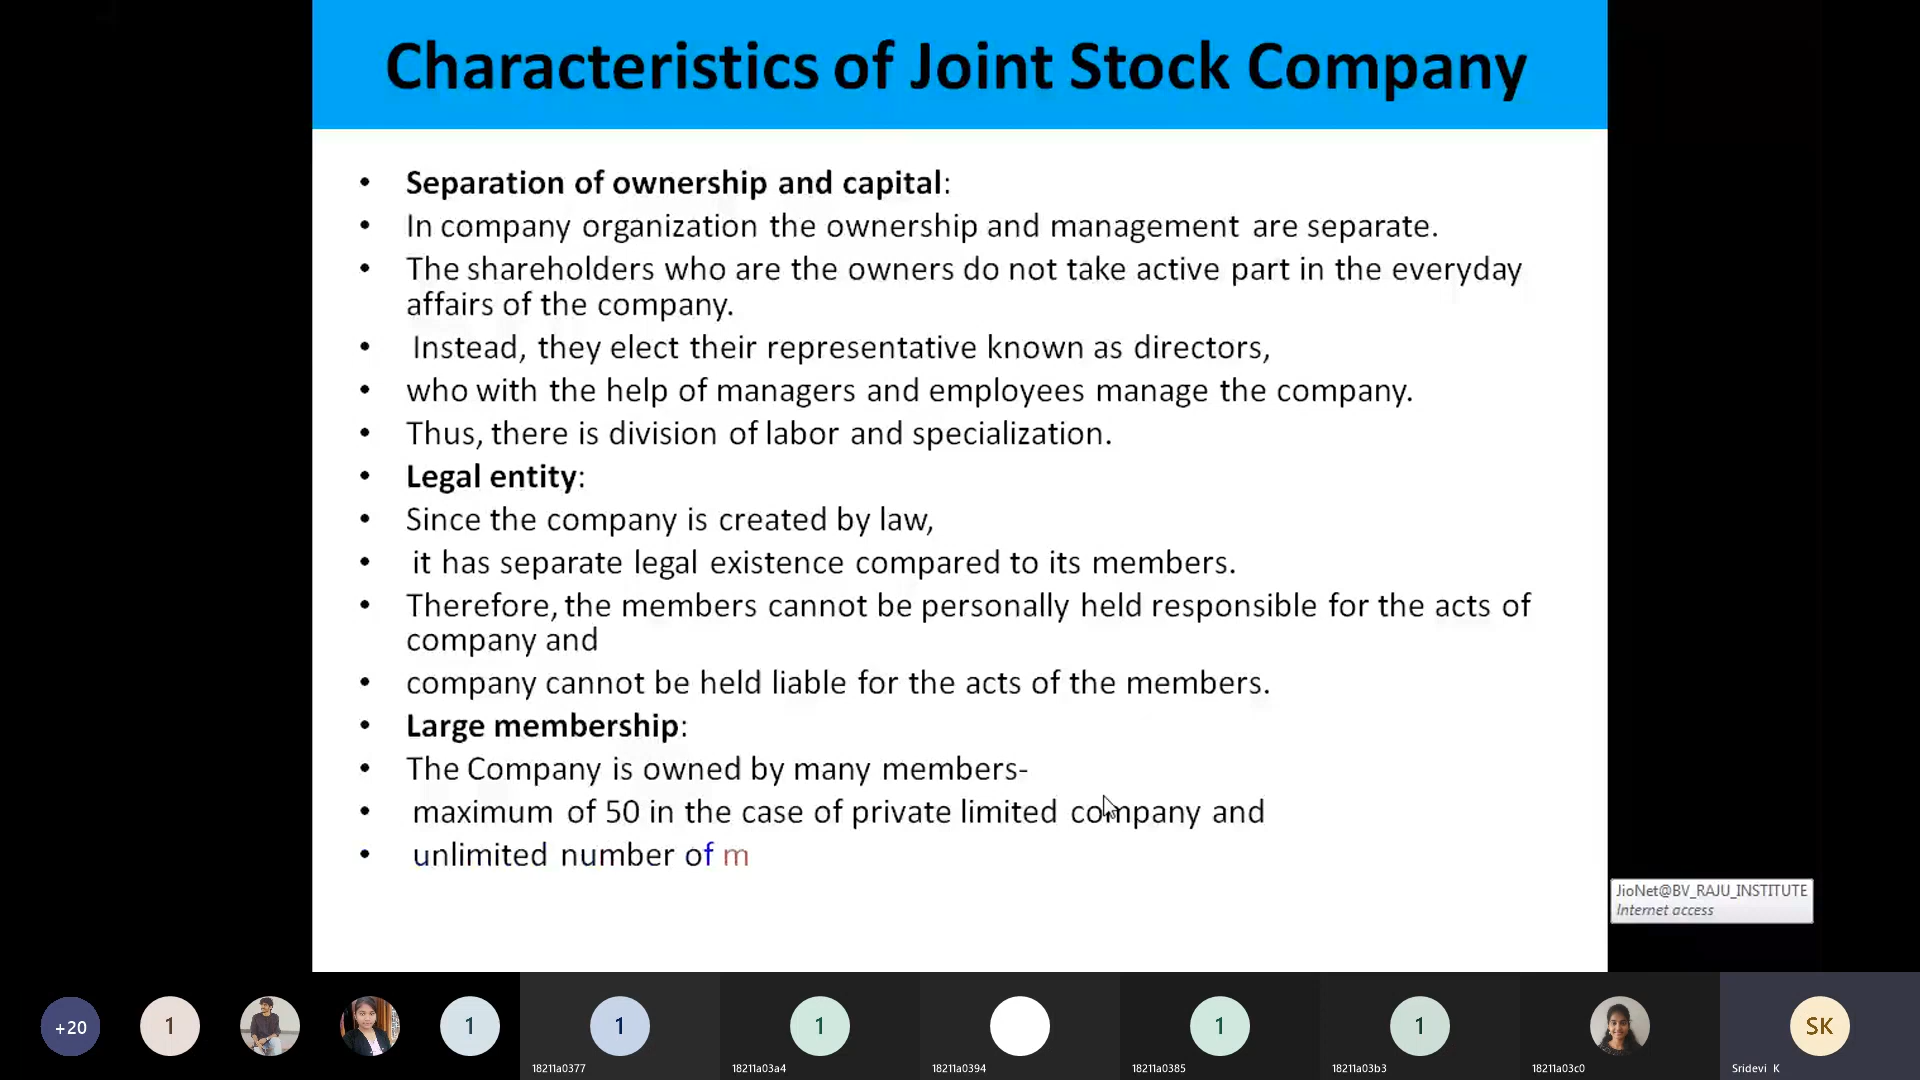 Characteristics of Joint Stock Company
• Separation of ownership and capital:
• In company organization the ownership and management are separate.
• The shareholders who are the owners do not take active part in the everyday
affairs of the company.
• Instead, they elect their representative known as directors,
• who with the help of managers and employees manage the company.
• Thus, there is division of labor and specialization.
• Legal entity:
• Since the company is created by law,
• it has separate legal existence compared to its members.
• Therefore, the members cannot be personally held responsible for the acts of
company and
• company cannot be held liable for the acts of the members.
• Large membership:
• The Company is owned by many members-
• maximum of 50 in the case of private limited company and
• unlimited number of m
JioNet@BV_RAJU_INSTITUTE
Internet access
+20
1
1
1
1
1
1
SK
18211a0377
18211a03a4
18211a0394
18211a0385
18211a03b3
18211a03c0
Sridevi K